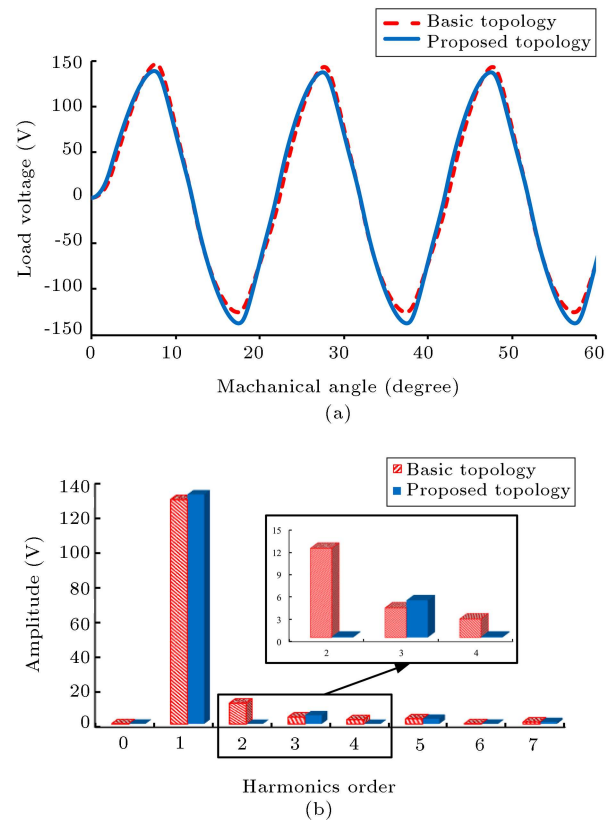 Basic topology
Proposed topology
150
100
50
0
-50
-100
-150
Load voltage (V)
0 10 20 30 40 50 60
Machanical angle (degree)
(a)
Basic topology
Proposed topology
140
120
100
80
60
40
20
0
Amplitude (V)
15
12
9
6
3
0
2 3 4
0 1 2 3 4 5 6 7
Harmonics order
(b)